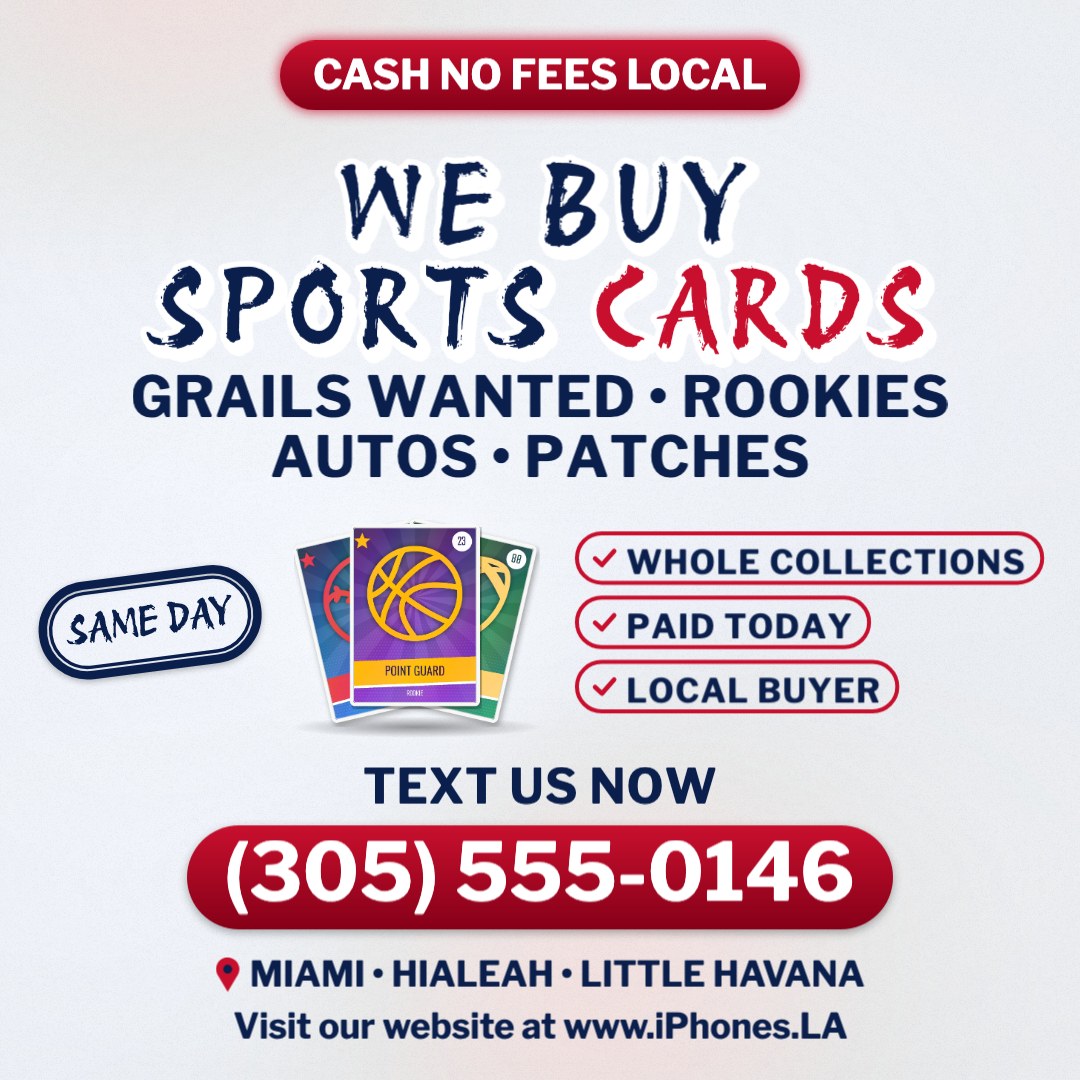 CASH NO FEES LOCAL
WE BUY
SPORTS CARDS
GRAILS WANTED • ROOKIES
AUTOS • PATCHES
SAME DAY
23
88
POINT GUARD
ROOKIE
WHOLE COLLECTIONS
PAID TODAY
LOCAL BUYER
TEXT US NOW
(305) 555-0146
MIAMI • HIALEAH • LITTLE HAVANA
Visit our website at www.iPhones.LA